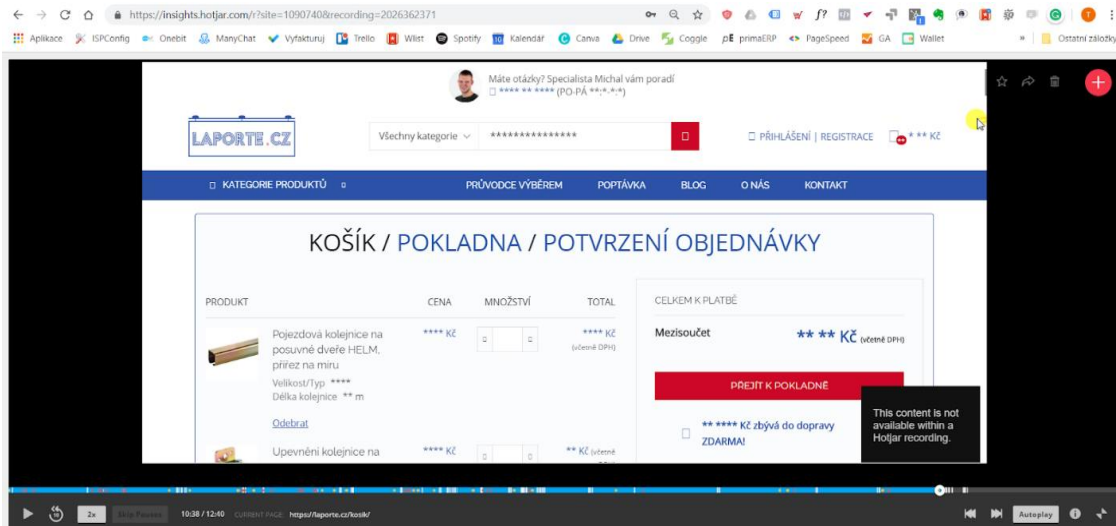 https://insights.hotjar.com/r?site=1090740&recording=2026362371
Aplikace ISPConfig Onebit ManyChat Vyfakturuj Trello Wlist Spotify Kalendář Canva Drive Coggle primaERP PageSpeed GA Wallet » Ostatní záložky
Máte otázky? Specialista Michal vám poradí
**** ** **** (PO-PÁ **:*-*:*)
LAPORTE.CZ
Všechny kategorie ***************
PŘIHLÁŠENÍ | REGISTRACE * ** Kč
KATEGORIE PRODUKTŮ PRŮVODCE VÝBĚREM POPTÁVKA BLOG O NÁS KONTAKT
KOŠÍK / POKLADNA / POTVRZENÍ OBJEDNÁVKY
PRODUKT CENA MNOŽSTVÍ TOTAL
CELKEM K PLATBĚ
Pojezdová kolejnice na
posuvné dveře HELM,
přířez na míru
**** Kč
**** Kč
(včetně DPH)
Velikost/Typ ****
Délka kolejnice ** m
Odebrat
Mezisoučet ** ** Kč (včetně DPH)
PŘEJÍT K POKLADNĚ
** **** Kč zbývá do dopravy
ZDARMA!
Upevnění kolejnice na **** Kč ** Kč (včetně
This content is not
available within a
Hotjar recording.
2x Skip Pauses 10:38 / 12:40 CURRENT PAGE: https://laporte.cz/kosik/ Autoplay